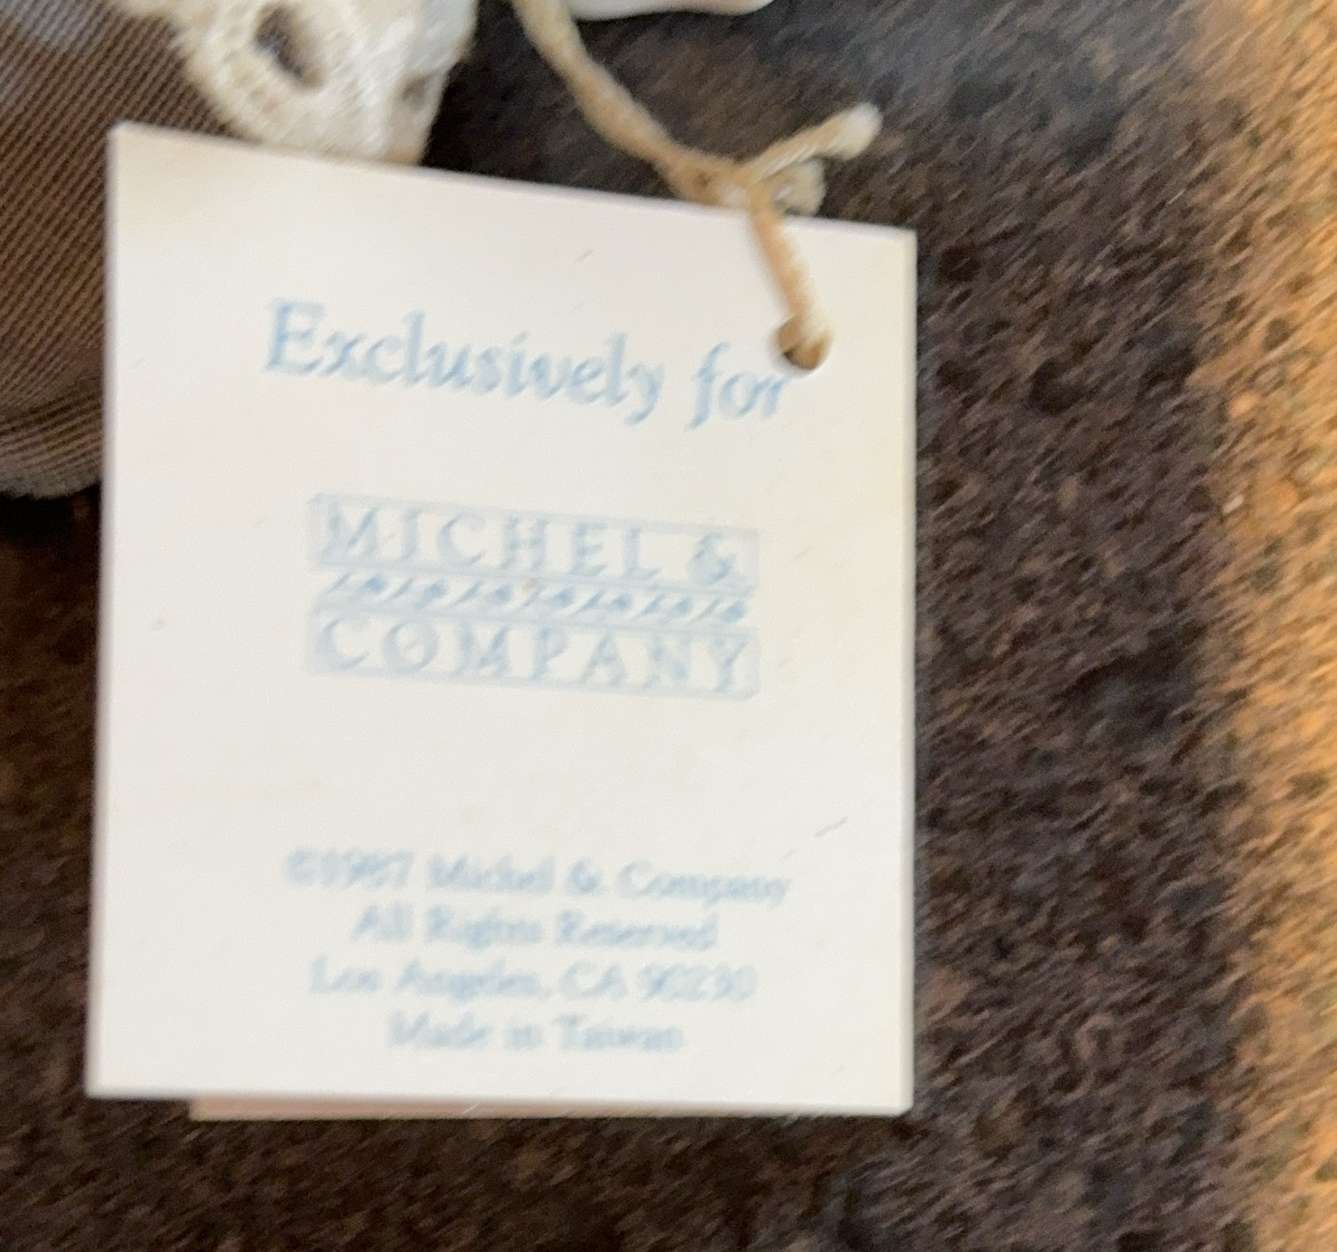 Exclusively for
MICHEL &
COMPANY
©1987 Michel & Company
All Rights Reserved
Los Angeles, CA 90230
Made in Taiwan